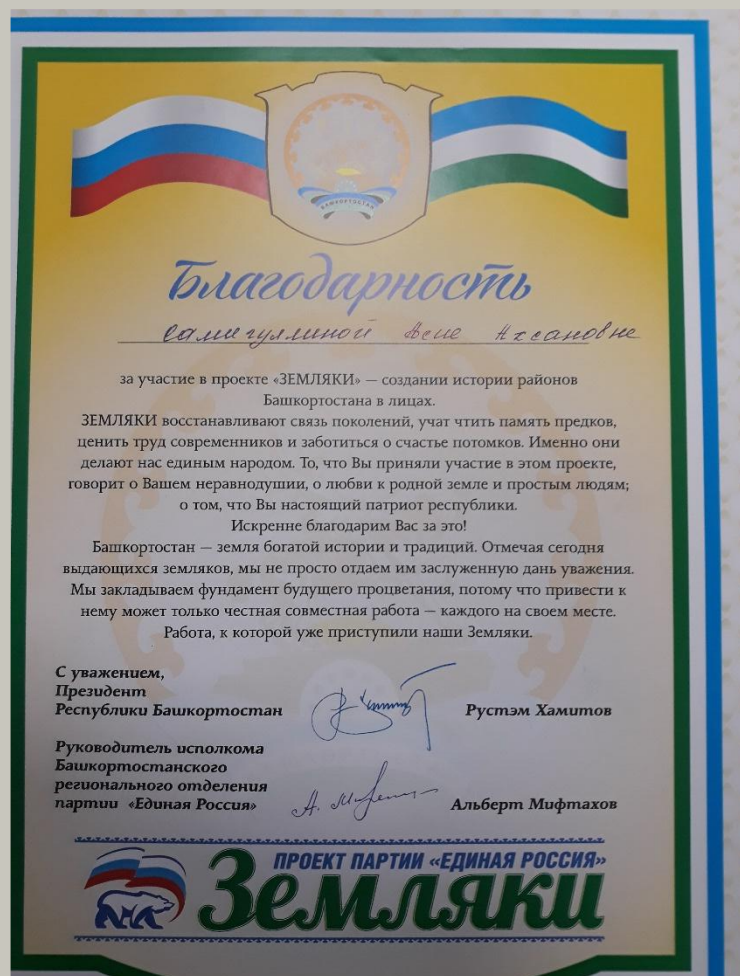 БАШКОРТОСТАН
Благодарность
Самигуллиной Асие Ахсановне
за участие в проекте «ЗЕМЛЯКИ» — создании истории районов
Башкортостана в лицах.
ЗЕМЛЯКИ восстанавливают связь поколений, учат чтить память предков,
ценить труд современников и заботиться о счастье потомков. Именно они
делают нас единым народом. То, что Вы приняли участие в этом проекте,
говорит о Вашем неравнодушии, о любви к родной земле и простым людям;
о том, что Вы настоящий патриот республики.
Искренне благодарим Вас за это!
Башкортостан — земля богатой истории и традиций. Отмечая сегодня
выдающихся земляков, мы не просто отдаем им заслуженную дань уважения.
Мы закладываем фундамент будущего процветания, потому что привести к
нему может только честная совместная работа — каждого на своем месте.
Работа, к которой уже приступили наши Земляки.
С уважением,
Президент
Республики Башкортостан Рустэм Хамитов
Руководитель исполкома
Башкортостанского
регионального отделения
партии «Единая Россия» Альберт Мифтахов
ПРОЕКТ ПАРТИИ «ЕДИНАЯ РОССИЯ»
Земляки